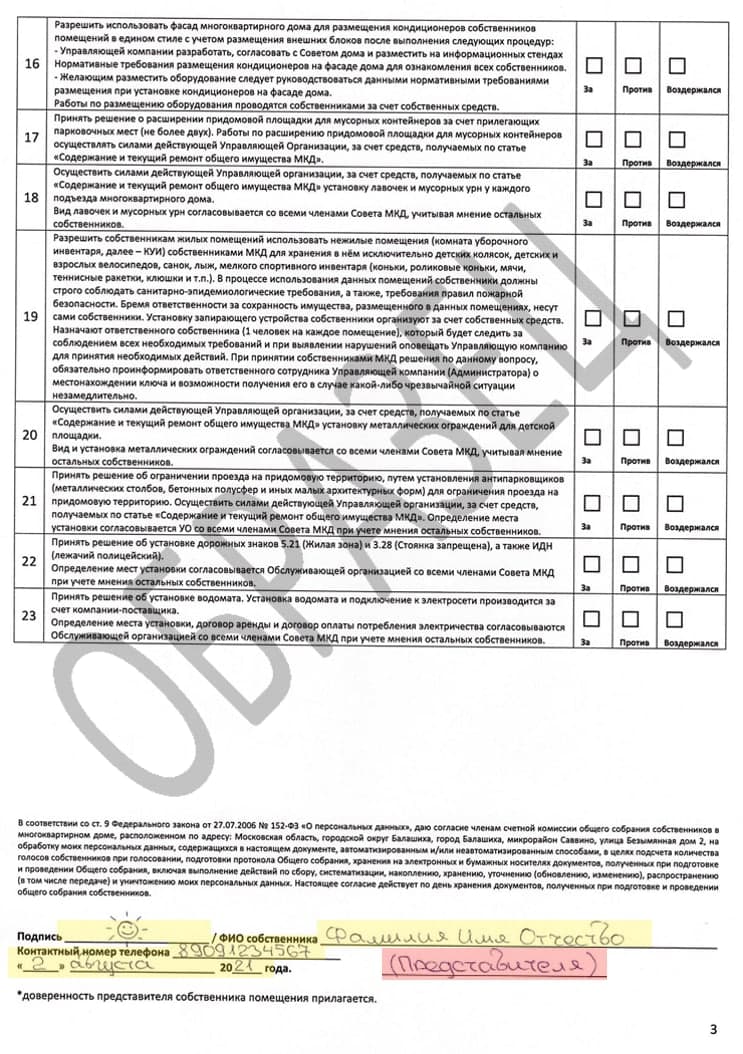 Разрешить использовать фасад многоквартирного дома для размещения кондиционеров собственников
помещений в едином стиле с учетом размещения внешних блоков после выполнения следующих процедур:
- Управляющей компании разработать, согласовать с Советом дома и разместить на информационных стендах
16 Нормативные требования размещения кондиционеров на фасаде дома для ознакомления всех собственников.
- Желающим разместить оборудование следует руководствоваться данными нормативными требованиями
размещения при установке кондиционеров на фасаде дома.
Работы по размещению оборудования проводятся собственниками за счет собственных средств.
За Против Воздержался
Принять решение о расширении придомовой площадки для мусорных контейнеров за счет прилегающих
17 парковочных мест (не более двух). Работы по расширению придомовой площадки для мусорных контейнеров
осуществлять силами действующей Управляющей Организации, за счет средств, получаемых по статье
«Содержание и текущий ремонт общего имущества МКД».
За Против Воздержался
Осуществить силами действующей Управляющей организации, за счет средств, получаемых по статье
«Содержание и текущий ремонт общего имущества МКД» установку лавочек и мусорных урн у каждого
18 подъезда многоквартирного дома.
Вид лавочек и мусорных урн согласовывается со всеми членами Совета МКД, учитывая мнение остальных
собственников.
За Против Воздержался
Разрешить собственникам жилых помещений использовать нежилые помещения (комната уборочного
инвентаря, далее – КУИ) собственниками МКД для хранения в нём исключительно детских колясок, детских и
взрослых велосипедов, санок, лыж, мелкого спортивного инвентаря (коньки, роликовые коньки, мячи,
теннисные ракетки, клюшки и т.п.). В процессе использования данных помещений собственники должны
строго соблюдать санитарно-эпидемиологические требования, а также, требования правил пожарной
безопасности. Бремя ответственности за сохранность имущества, размещенного в данных помещениях, несут
19 сами собственники. Установку запирающего устройства собственники организуют за счет собственных средств.
Назначают ответственного собственника (1 человек на каждое помещение), который будет следить за
соблюдением всех необходимых требований и при выявлении нарушений оповещать Управляющую компанию
для принятия необходимых действий. При принятии собственниками МКД решения по данному вопросу,
обязательно проинформировать ответственного сотрудника Управляющей компании (Администратора) о
местонахождении ключа и возможности получения его в случае какой-либо чрезвычайной ситуации
незамедлительно.
За Против Воздержался
Осуществить силами действующей Управляющей организации, за счет средств, получаемых по статье
«Содержание и текущий ремонт общего имущества МКД» установку металлических ограждений для детской
20 площадки.
Вид и установка металлических ограждений согласовывается со всеми членами Совета МКД, учитывая мнение
остальных собственников.
За Против Воздержался
Принять решение об ограничении проезда на придомовую территорию, путем установления антипарковщиков
(металлических столбов, бетонных полусфер и иных малых архитектурных форм) для ограничения проезда на
21 придомовую территорию. Осуществить силами действующей Управляющей организации, за счет средств,
получаемых по статье «Содержание и текущий ремонт общего имущества МКД». Определение места
установки согласовывается УО со всеми членами Совета МКД при учете мнения остальных собственников.
За Против Воздержался
Принять решение об установке дорожных знаков 5.21 (Жилая зона) и 3.28 (Стоянка запрещена), а также ИДН
22 (лежачий полицейский).
Определение мест установки согласовывается Обслуживающей организацией со всеми членами Совета МКД
при учете мнения остальных собственников.
За Против Воздержался
Принять решение об установке водомата. Установка водомата и подключение к электросети производится за
23 счет компании-поставщика.
Определение места установки, договор аренды и договор оплаты потребления электричества согласовываются
Обслуживающей организацией со всеми членами Совета МКД при учете мнения остальных собственников.
За Против Воздержался
ОБРАЗЕЦ
В соответствии со ст. 9 Федерального закона от 27.07.2006 № 152-ФЗ «О персональных данных», даю согласие членам счетной комиссии общего собрания собственников в
многоквартирном доме, расположенном по адресу: Московская область, городской округ Балашиха, город Балашиха, микрорайон Саввино, улица Безымянная дом 2, на
обработку моих персональных данных, содержащихся в настоящем документе, автоматизированным и/или неавтоматизированным способами, в целях подсчета количества
голосов собственников при голосовании, подготовки протокола Общего собрания, хранения на электронных и бумажных носителях документов, полученных при подготовке
и проведении Общего собрания, включая выполнение действий по сбору, систематизации, накоплению, хранению, уточнению (обновлению, изменению), распространению
(в том числе передаче) и уничтожению моих персональных данных. Настоящее согласие действует по день хранения документов, полученных при подготовке и проведении
общего собрания собственников.
Подпись / ФИО собственника Фамилия Имя Отчество
Контактный номер телефона 89091234567
« 2 » августа 2021 года. (Представителя)
*доверенность представителя собственника помещения прилагается.
3